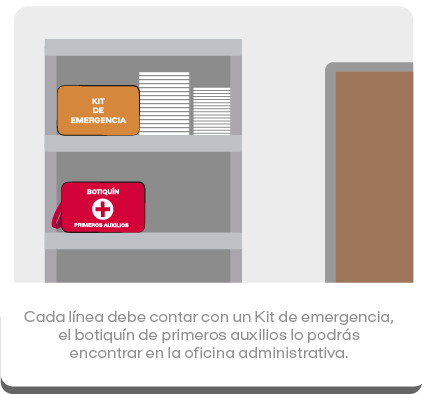 KIT
DE
EMERGENCIA
BOTIQUÍN
PRIMEROS AUXILIOS
Cada línea debe contar con un Kit de emergencia,
el botiquín de primeros auxilios lo podrás
encontrar en la oficina administrativa.